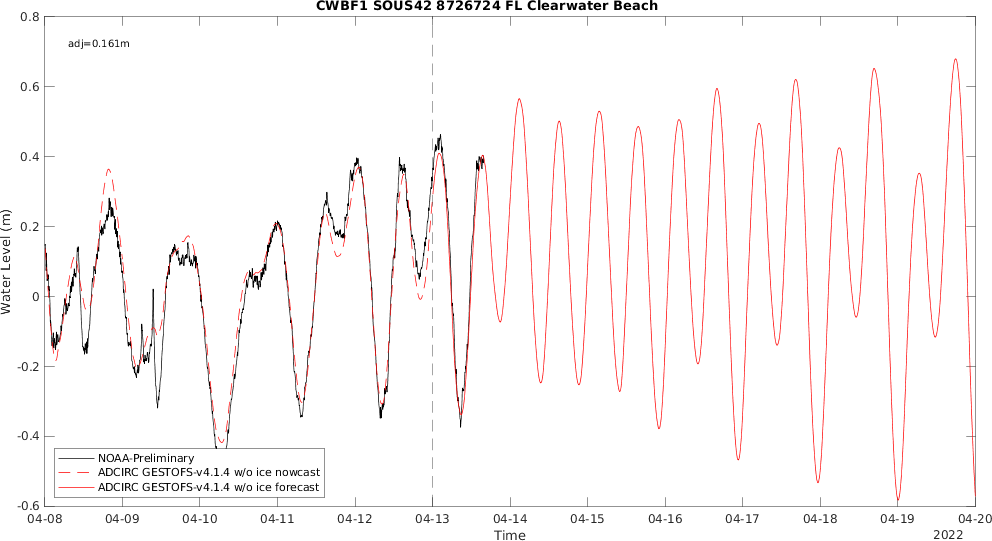 CWBF1 SOUS42 8726724 FL Clearwater Beach
adj=0.161m
0.8
0.6
0.4
0.2
0
-0.2
-0.4
-0.6
Water Level (m)
NOAA-Preliminary
ADCIRC GESTOFS-v4.1.4 w/o ice nowcast
ADCIRC GESTOFS-v4.1.4 w/o ice forecast
04-08 04-09 04-10 04-11 04-12 04-13 04-14 04-15 04-16 04-17 04-18 04-19 04-20
Time
2022